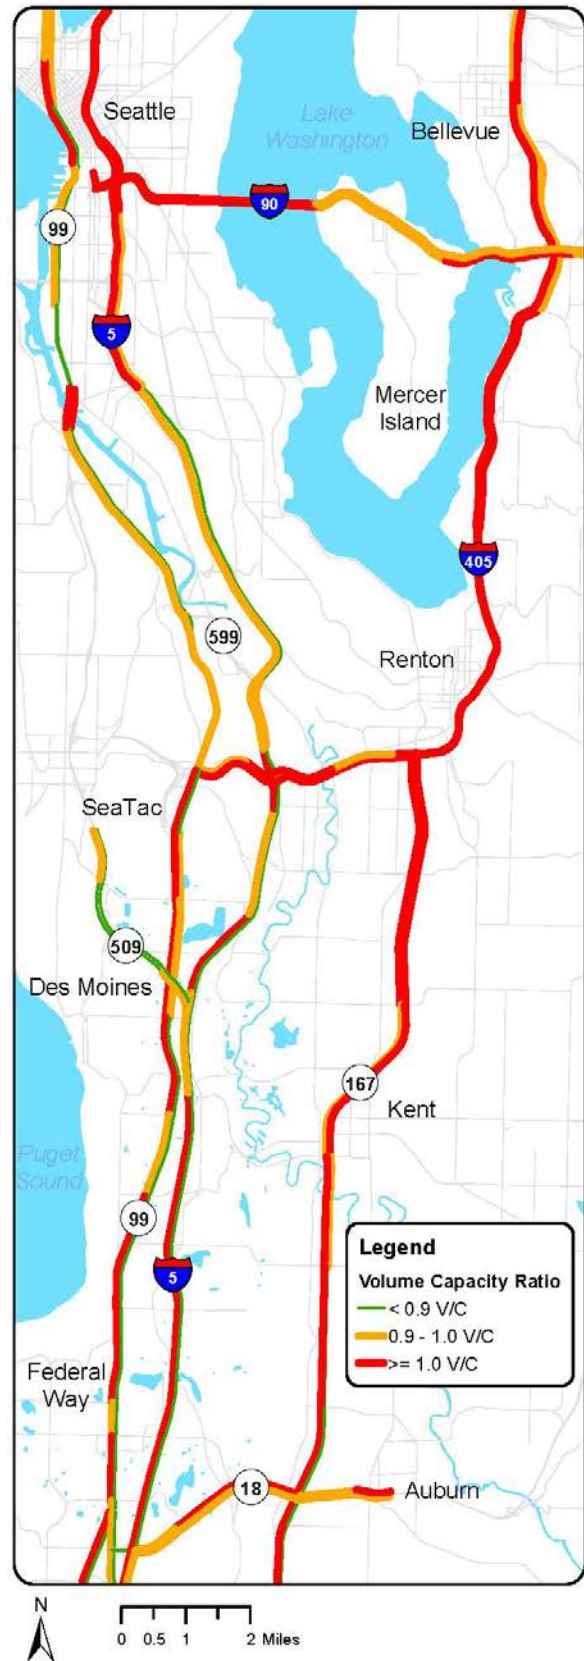 Seattle
Lake
Washington
Bellevue
90
99
5
Mercer
Island
405
599
Renton
SeaTac
509
Des Moines
167
Kent
Puget
Sound
99
5
Legend
Volume Capacity Ratio
< 0.9 V/C
0.9 - 1.0 V/C
>= 1.0 V/C
Federal
Way
18
Auburn
N
0 0.5 1 2 Miles